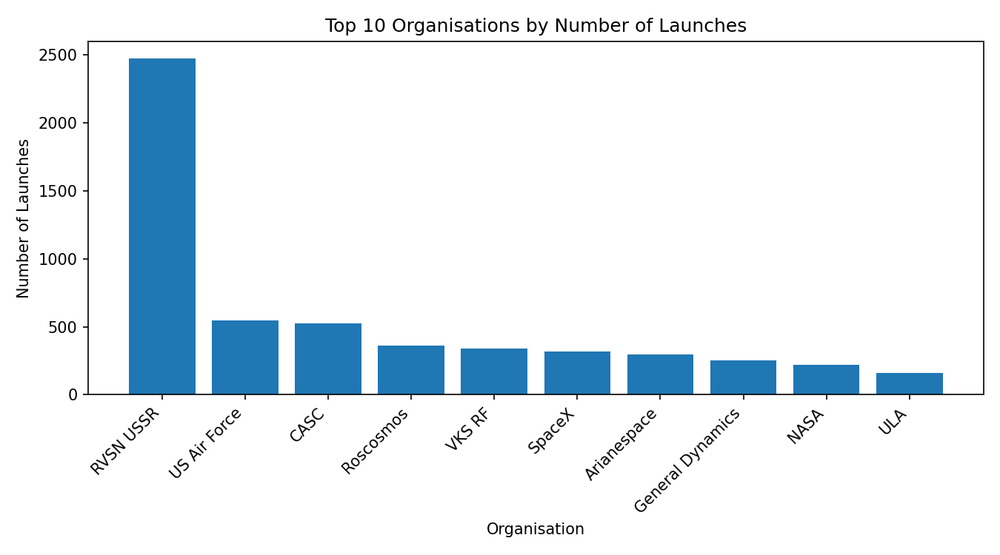 Top 10 Organisations by Number of Launches
Number of Launches
2500
2000
1500
1000
500
0
RVSN USSR
US Air Force
CASC
Roscosmos
VKS RF
SpaceX
Arianespace
General Dynamics
NASA
ULA
Organisation